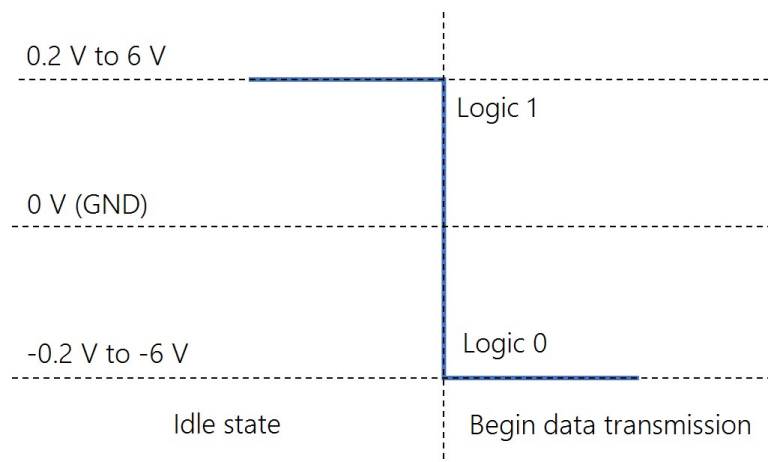 0.2 V to 6 V
Logic 1
0 V (GND)
Logic 0
-0.2 V to -6 V
Idle state
Begin data transmission